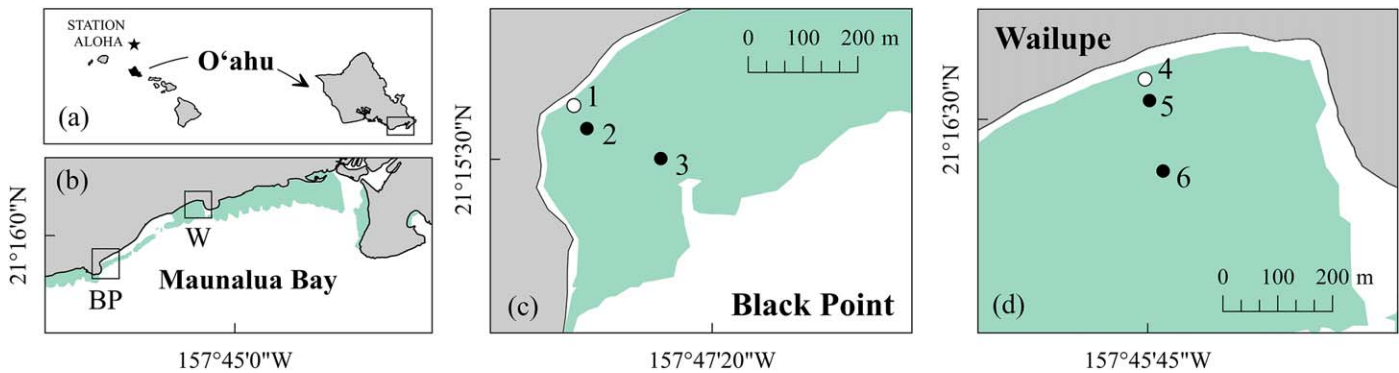 STATION
ALOHA
Oʻahu
(a)
21°16'0"N
(b)
W
BP
Maunalua Bay
157°45'0"W
0 100 200 m
1
2
3
21°15'30"N
(c)
Black Point
157°47'20"W
Wailupe
4
5
6
21°16'30"N
0 100 200 m
(d)
157°45'45"W